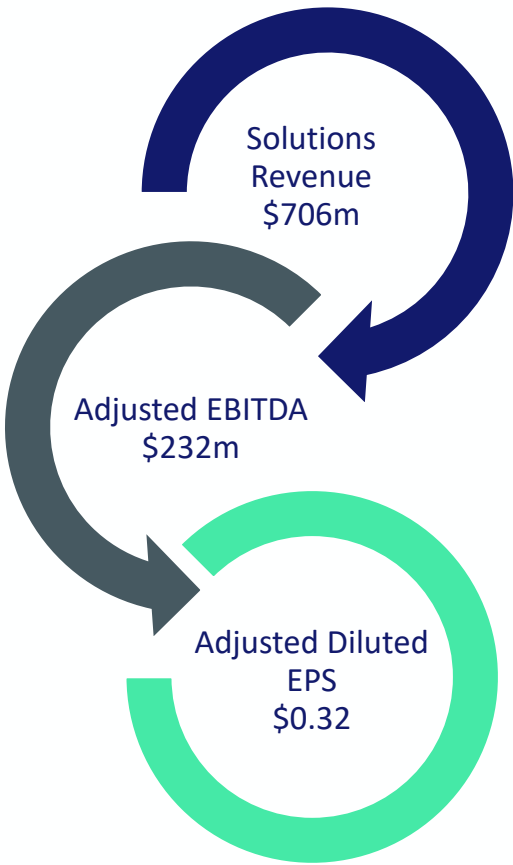 Solutions
Revenue
$706m
Adjusted EBITDA
$232m
Adjusted Diluted
EPS
$0.32